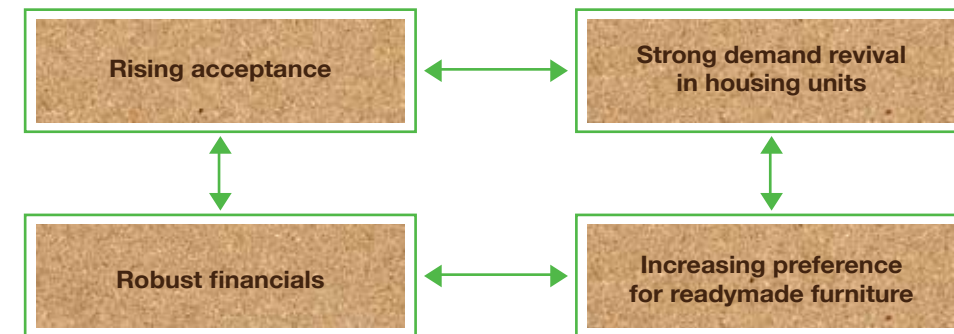 Rising acceptance
Strong demand revival
in housing units
Robust financials
Increasing preference
for readymade furniture